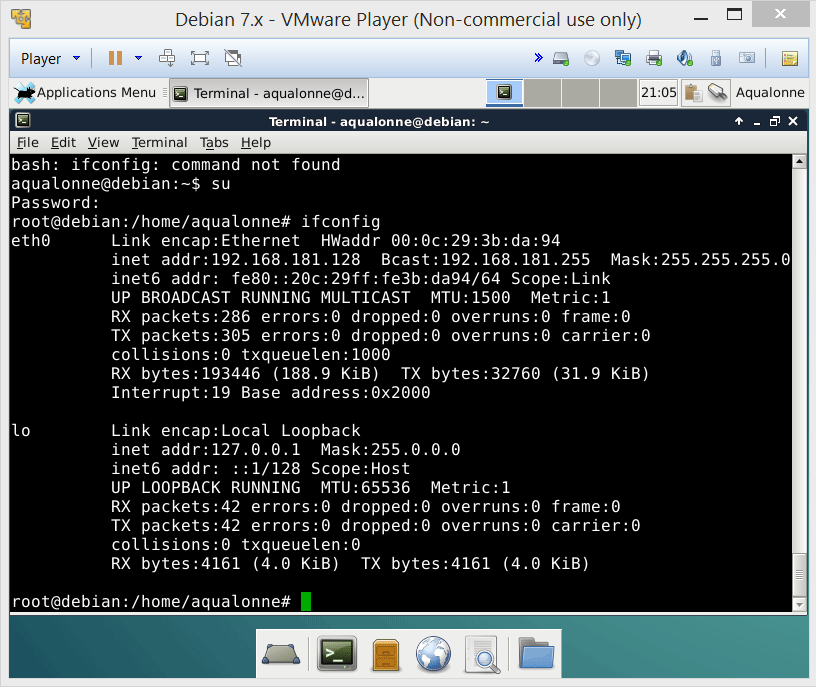 Debian 7.x - VMware Player (Non-commercial use only)
Player
Applications Menu
Terminal - aqualonne@d...
21:05
Aqualonne
Terminal - aqualonne@debian: ~
File Edit View Terminal Tabs Help
bash: ifconfig: command not found
aqualonne@debian:~$ su
Password:
root@debian:/home/aqualonne# ifconfig
eth0 Link encap:Ethernet HWaddr 00:0c:29:3b:da:94
inet addr:192.168.181.128 Bcast:192.168.181.255 Mask:255.255.255.0
inet6 addr: fe80::20c:29ff:fe3b:da94/64 Scope:Link
UP BROADCAST RUNNING MULTICAST MTU:1500 Metric:1
RX packets:286 errors:0 dropped:0 overruns:0 frame:0
TX packets:305 errors:0 dropped:0 overruns:0 carrier:0
collisions:0 txqueuelen:1000
RX bytes:193446 (188.9 KiB) TX bytes:32760 (31.9 KiB)
Interrupt:19 Base address:0x2000
lo Link encap:Local Loopback
inet addr:127.0.0.1 Mask:255.0.0.0
inet6 addr: ::1/128 Scope:Host
UP LOOPBACK RUNNING MTU:65536 Metric:1
RX packets:42 errors:0 dropped:0 overruns:0 frame:0
TX packets:42 errors:0 dropped:0 overruns:0 carrier:0
collisions:0 txqueuelen:0
RX bytes:4161 (4.0 KiB) TX bytes:4161 (4.0 KiB)
root@debian:/home/aqualonne#